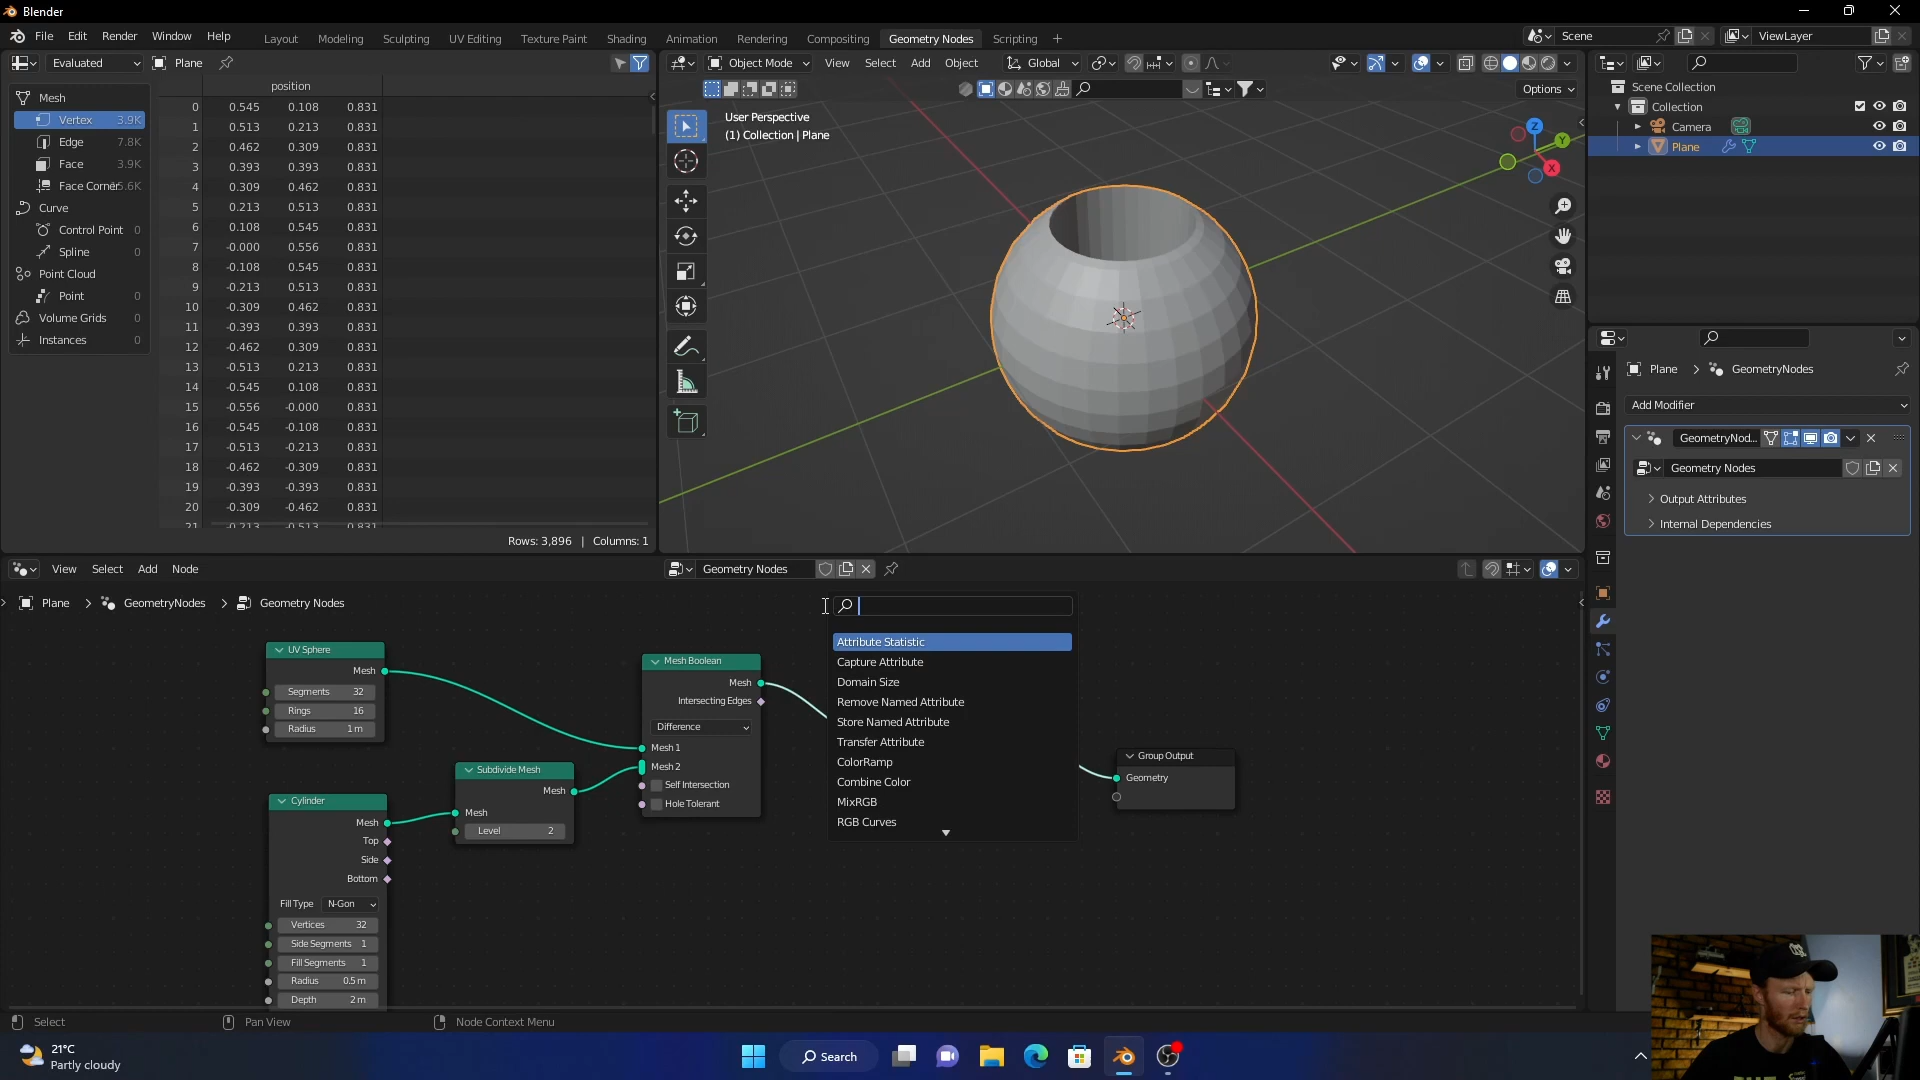 Blender
File Edit Render Window Help
Layout Modeling Sculpting UV Editing Texture Paint Shading Animation Rendering Compositing Geometry Nodes Scripting +
Scene
ViewLayer
Evaluated
Plane
Object Mode View Select Add Object
Global
Options
position
Mesh
Vertex 3.9K
Edge 7.8K
Face 3.9K
Face Corner 5.6K
Curve
Control Point 0
Spline 0
Point Cloud
Point 0
Volume Grids 0
Instances 0
0 0.545 0.108 0.831
1 0.513 0.213 0.831
2 0.462 0.309 0.831
3 0.393 0.393 0.831
4 0.309 0.462 0.831
5 0.213 0.513 0.831
6 0.108 0.545 0.831
7 -0.000 0.556 0.831
8 -0.108 0.545 0.831
9 -0.213 0.513 0.831
10 -0.309 0.462 0.831
11 -0.393 0.393 0.831
12 -0.462 0.309 0.831
13 -0.513 0.213 0.831
14 -0.545 0.108 0.831
15 -0.556 -0.000 0.831
16 -0.545 -0.108 0.831
17 -0.513 -0.213 0.831
18 -0.462 -0.309 0.831
19 -0.393 -0.393 0.831
20 -0.309 -0.462 0.831
21 -0.213 -0.513 0.831
Rows: 3,896 | Columns: 1
User Perspective
(1) Collection | Plane
Z
Y
X
Scene Collection
Collection
Camera
Plane
Plane > GeometryNodes
Add Modifier
GeometryNod...
Geometry Nodes
Output Attributes
Internal Dependencies
View Select Add Node
Geometry Nodes
Plane > GeometryNodes > Geometry Nodes
UV Sphere
Mesh
Segments 32
Rings 16
Radius 1 m
Cylinder
Mesh
Top
Side
Bottom
Fill Type N-Gon
Vertices 32
Side Segments 1
Fill Segments 1
Radius 0.5 m
Depth 2 m
Subdivide Mesh
Mesh
Mesh
Level 2
Mesh Boolean
Mesh
Intersecting Edges
Difference
Mesh 1
Mesh 2
Self Intersection
Hole Tolerant
Attribute Statistic
Capture Attribute
Domain Size
Remove Named Attribute
Store Named Attribute
Transfer Attribute
ColorRamp
Combine Color
MixRGB
RGB Curves
Group Output
Geometry
Select
Pan View
Node Context Menu
21°C
Partly cloudy
Search